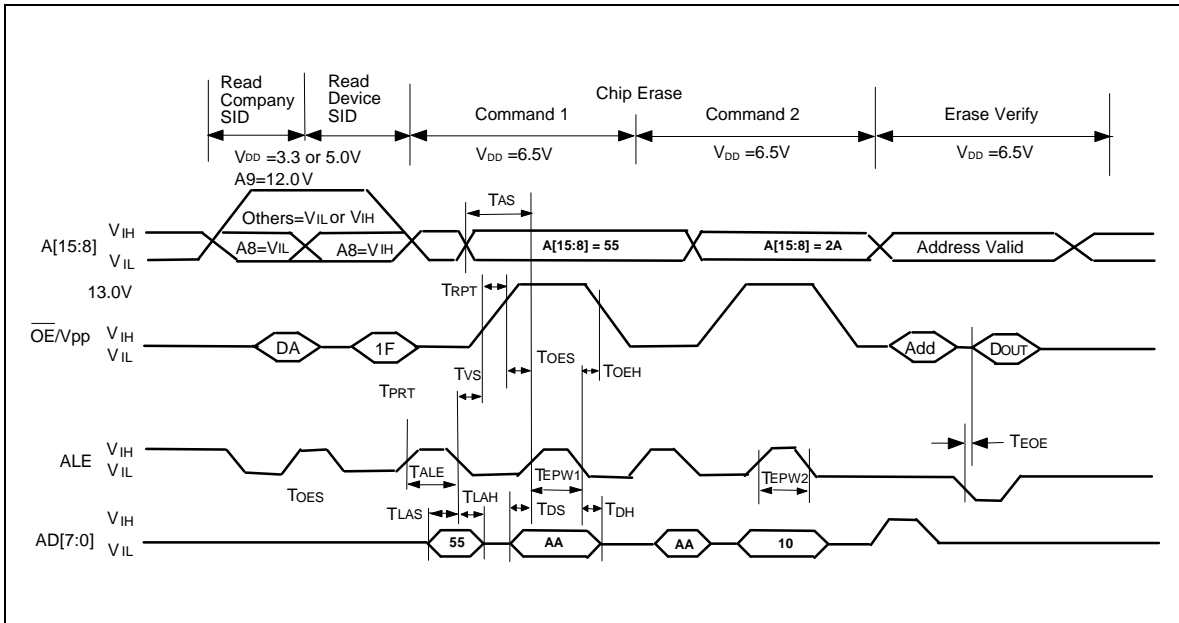 Read
Company
SID
Read
Device
SID
Chip Erase
Command 1
Command 2
Erase Verify
VDD =3.3 or 5.0V
VDD =6.5V
VDD =6.5V
VDD =6.5V
A9=12.0V
TAS
Others=VIL or VIH
A[15:8]
VIH
VIL
A8=VIL
A8=VIH
A[15:8] = 55
A[15:8] = 2A
Address Valid
13.0V
TRPT
OE/Vpp
VIH
VIL
DA
1F
Add
DOUT
TOES
TOEH
TVS
TPRT
TEOE
ALE
VIH
VIL
TALE
TEPW1
TEPW2
TOES
TLAH
TLAS
TDS
TDH
AD[7:0]
VIH
VIL
55
AA
AA
10